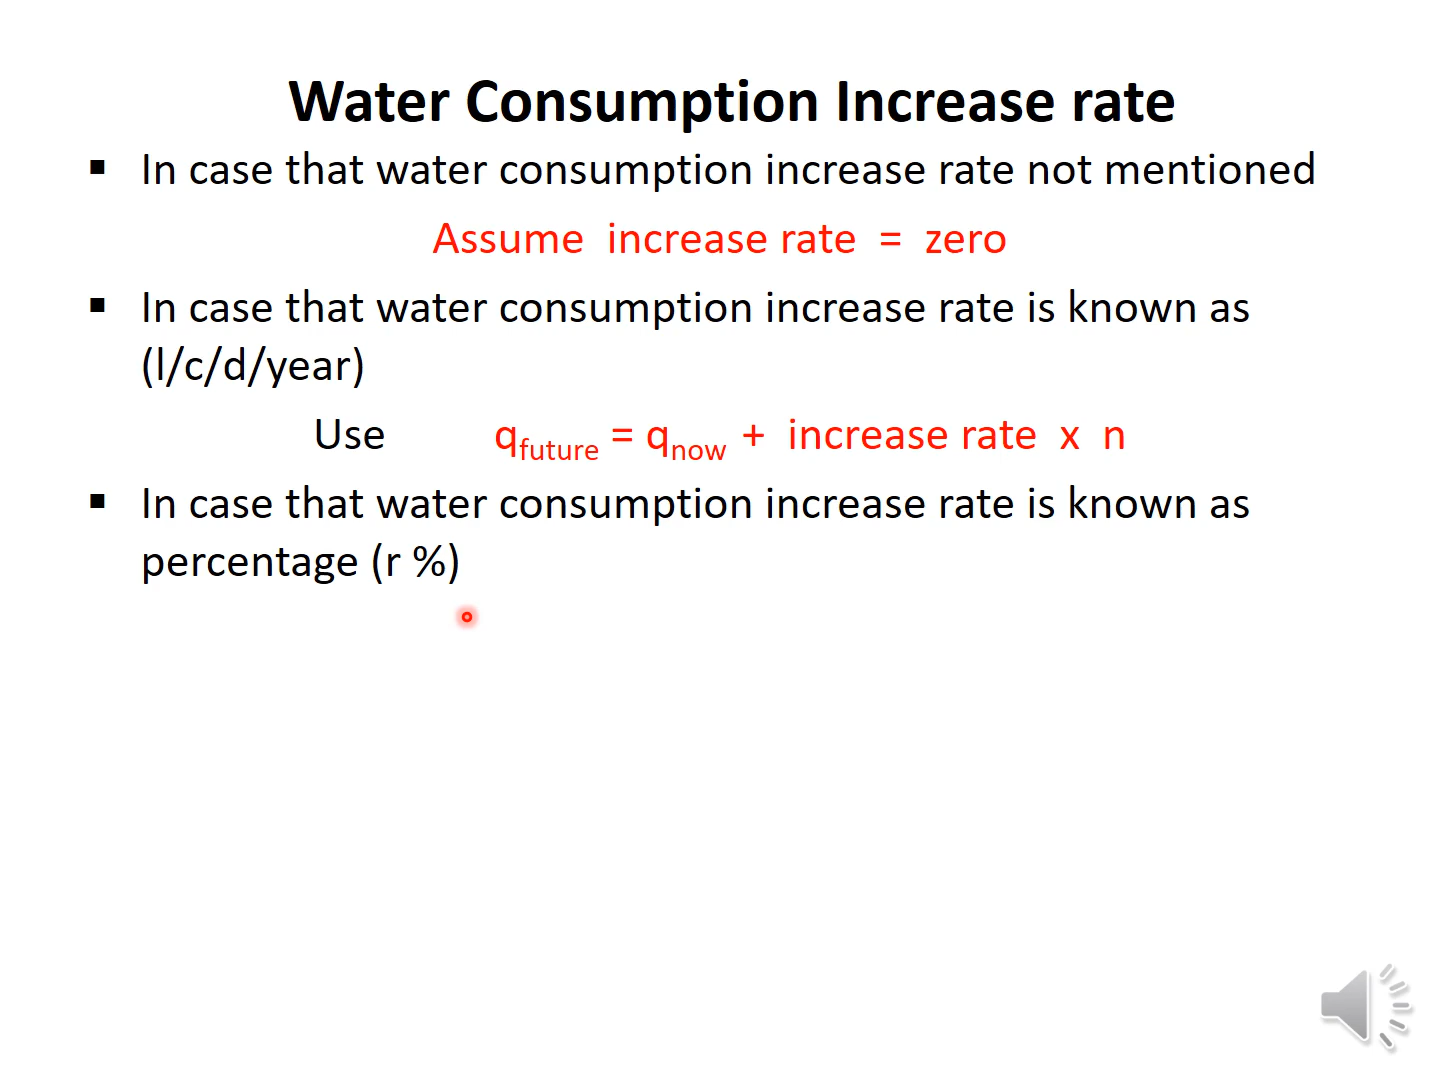 Water Consumption Increase rate
▪ In case that water consumption increase rate not mentioned
Assume increase rate = zero
▪ In case that water consumption increase rate is known as
(l/c/d/year)
Use q_future = q_now + increase rate x n
▪ In case that water consumption increase rate is known as
percentage (r %)